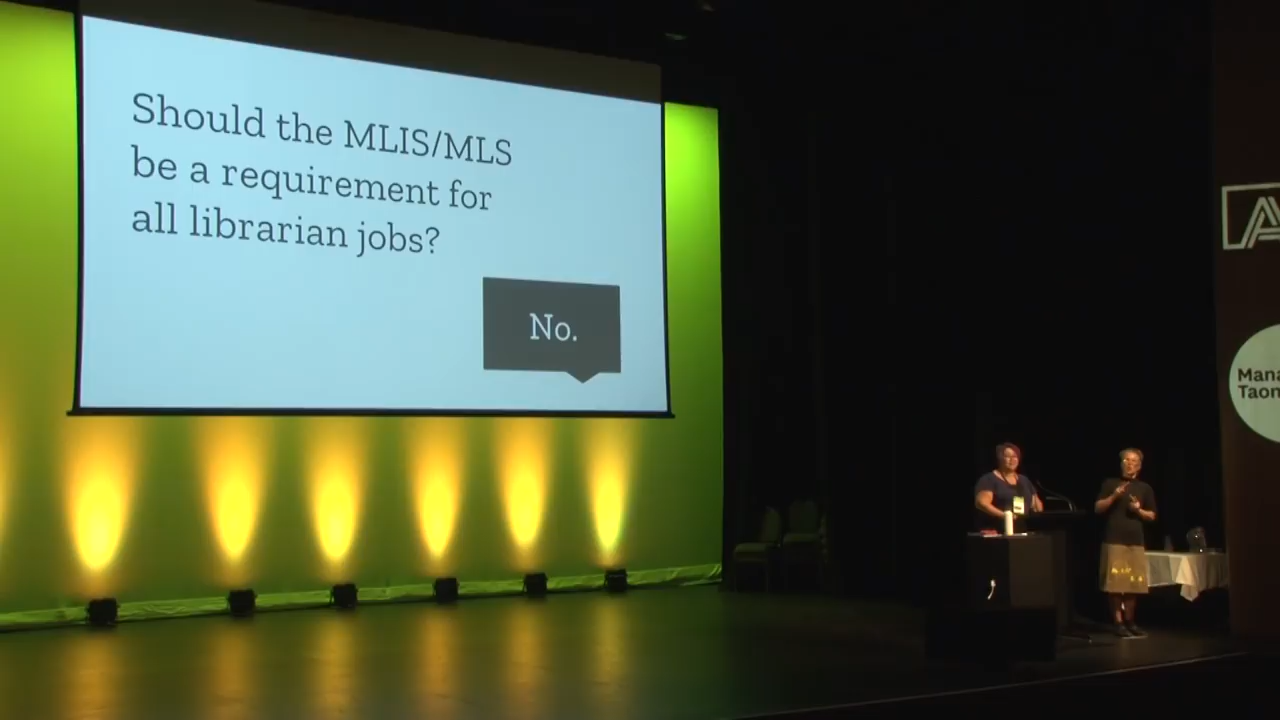 Should the MLIS/MLS
be a requirement for
all librarian jobs?
No.
A
Mana
Taon